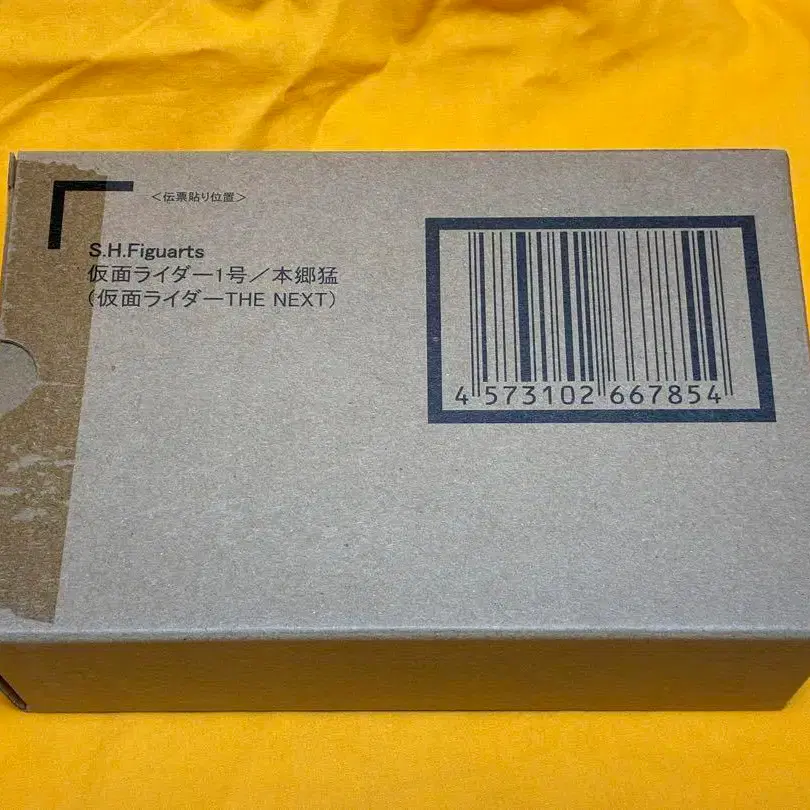 ＜伝票貼り位置＞
S.H.Figuarts
仮面ライダー1号／本郷猛
（仮面ライダーTHE NEXT）
4 573102 667854